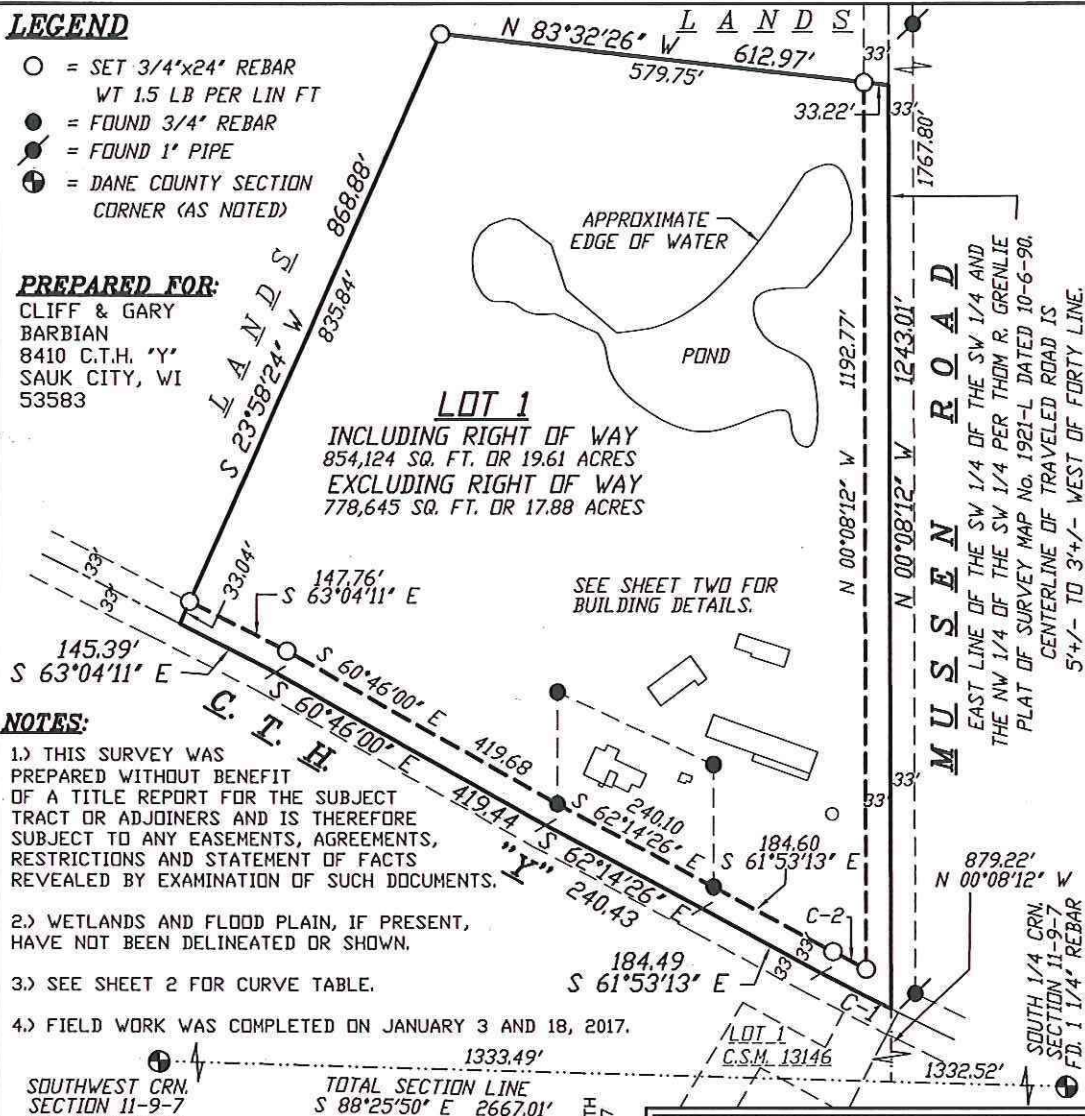 LEGEND
= SET 3/4"x24" REBAR
WT 1.5 LB PER LIN FT
= FOUND 3/4" REBAR
= FOUND 1" PIPE
= DANE COUNTY SECTION
CORNER (AS NOTED)
PREPARED FOR:
CLIFF & GARY
BARBIAN
8410 C.T.H. "Y"
SAUK CITY, WI
53583
LANDS
N 83°32'26" W
612.97'
579.75'
33'
33.22'
33'
1767.80'
LANDS
868.88'
835.84'
S 23°58'24" W
APPROXIMATE
EDGE OF WATER
POND
LOT 1
INCLUDING RIGHT OF WAY
854,124 SQ. FT. OR 19.61 ACRES
EXCLUDING RIGHT OF WAY
778,645 SQ. FT. OR 17.88 ACRES
1192.77'
N 00°08'12" W
1243.01'
N 00°08'12" W
MUSSEN ROAD
EAST LINE OF THE SW 1/4 OF THE SW 1/4 AND
THE NW 1/4 OF THE SW 1/4 PER THOM R. GRENLIE
PLAT OF SURVEY MAP No. 1921-L DATED 10-6-90.
CENTERLINE OF TRAVELED ROAD IS
5'+/- TO 3'+/- WEST OF FORTY LINE.
SEE SHEET TWO FOR
BUILDING DETAILS.
33'
33'
33.04'
147.76'
S 63°04'11" E
145.39'
S 63°04'11" E
S 60°46'00" E
S 60°46'00" E
419.68
419.44
C. T. H. "Y"
240.10
S 62°14'26" E
S 62°14'26" E
240.43
184.60
S 61°53'13" E
184.49
S 61°53'13" E
33'
33'
33'
33'
C-2
C-1
879.22'
N 00°08'12" W
NOTES:
1.) THIS SURVEY WAS
PREPARED WITHOUT BENEFIT
OF A TITLE REPORT FOR THE SUBJECT
TRACT OR ADJOINERS AND IS THEREFORE
SUBJECT TO ANY EASEMENTS, AGREEMENTS,
RESTRICTIONS AND STATEMENT OF FACTS
REVEALED BY EXAMINATION OF SUCH DOCUMENTS.
2.) WETLANDS AND FLOOD PLAIN, IF PRESENT,
HAVE NOT BEEN DELINEATED OR SHOWN.
3.) SEE SHEET 2 FOR CURVE TABLE.
4.) FIELD WORK WAS COMPLETED ON JANUARY 3 AND 18, 2017.
LOT 1
C.S.M. 13146
SOUTH 1/4 CRN.
SECTION 11-9-7
FD. 1 1/4" REBAR
1333.49'
1332.52'
SOUTHWEST CRN.
SECTION 11-9-7
TOTAL SECTION LINE
S 88°25'50" E 2667.01'